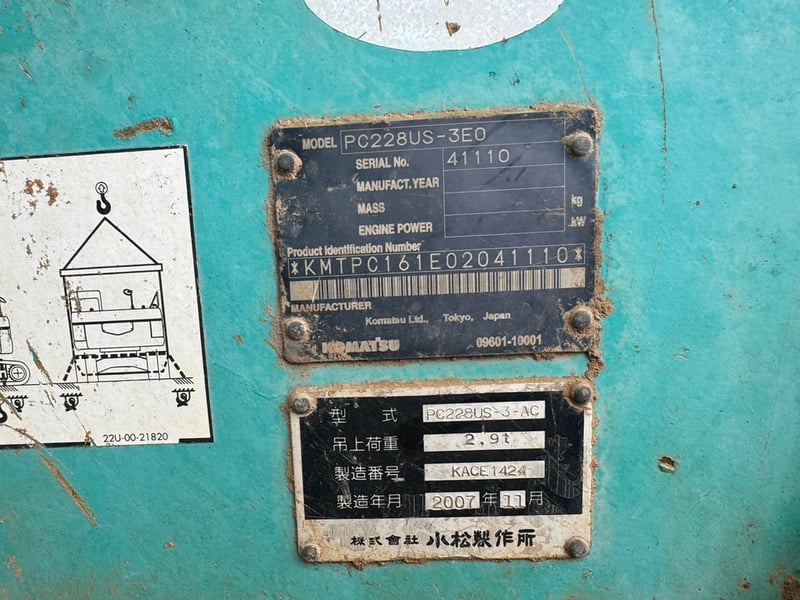 MODEL PC228US-3E0
SERIAL No. 41110
MANUFACT. YEAR
MASS kg
ENGINE POWER kW
Product Identification Number
*KMTPC161E02041110*
MANUFACTURER
Komatsu Ltd., Tokyo, Japan
KOMATSU 09601-10001
22U-00-21820
型 式 PC228US-3-AC
吊上荷重 2.9t
製造番号 KACE1424
製造年月 2007年11月
株式會社 小松製作所